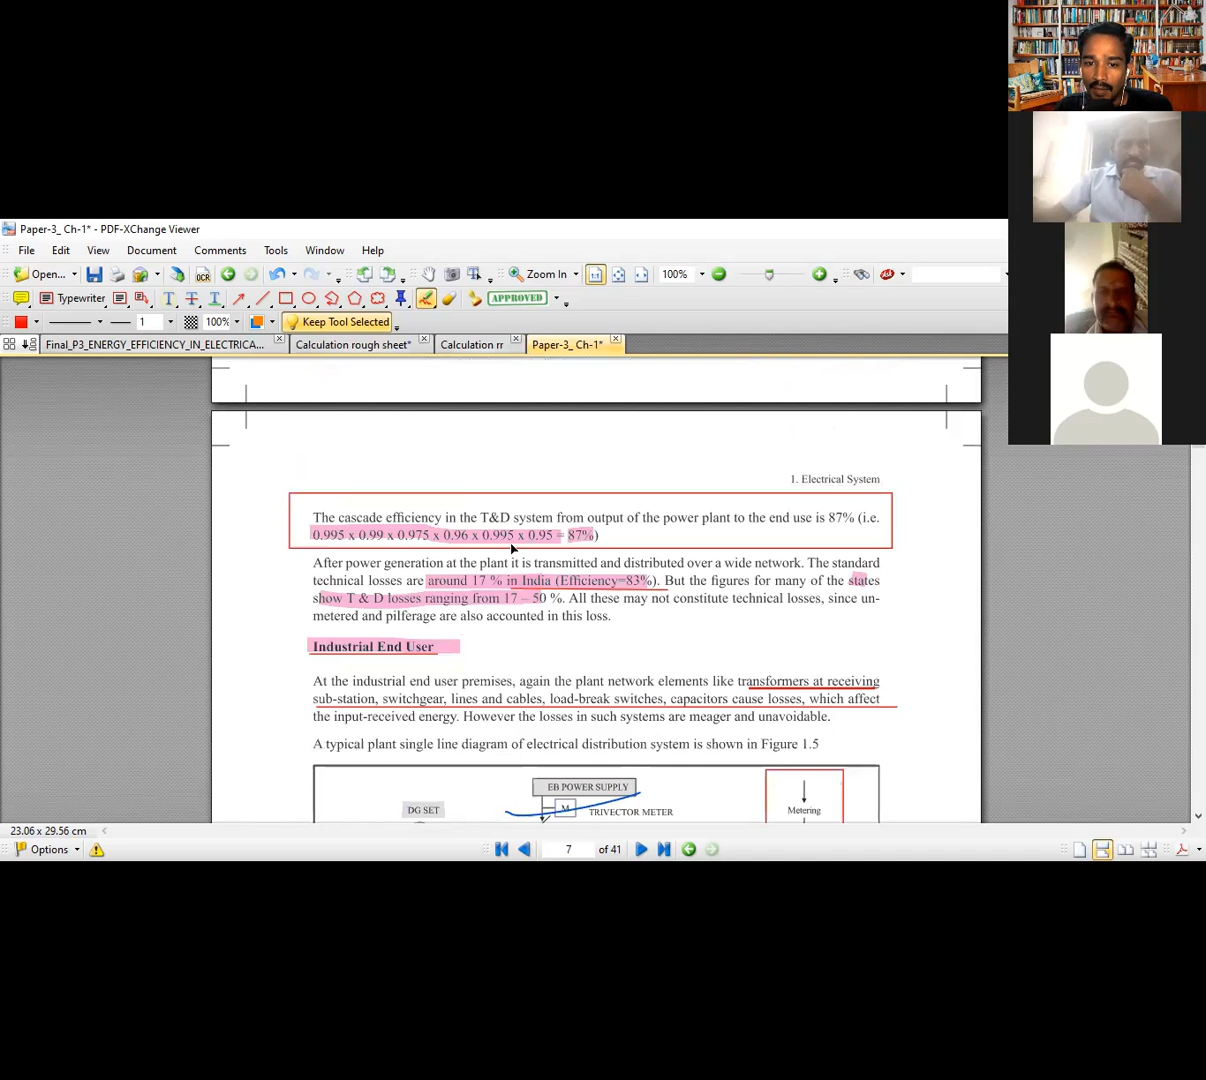 Paper-3_ Ch-1* - PDF-XChange Viewer
File Edit View Document Comments Tools Window Help
Open... OCR Zoom In 100%
Typewriter APPROVED
1 100% Keep Tool Selected
Final_P3_ENERGY_EFFICIENCY_IN_ELECTRICA... Calculation rough sheet* Calculation rr Paper-3_ Ch-1*
1. Electrical System
The cascade efficiency in the T&D system from output of the power plant to the end use is 87% (i.e.
0.995 x 0.99 x 0.975 x 0.96 x 0.995 x 0.95 = 87%)
After power generation at the plant it is transmitted and distributed over a wide network. The standard
technical losses are around 17 % in India (Efficiency=83%). But the figures for many of the states
show T & D losses ranging from 17 – 50 %. All these may not constitute technical losses, since un-
metered and pilferage are also accounted in this loss.
Industrial End User
At the industrial end user premises, again the plant network elements like transformers at receiving
sub-station, switchgear, lines and cables, load-break switches, capacitors cause losses, which affect
the input-received energy. However the losses in such systems are meager and unavoidable.
A typical plant single line diagram of electrical distribution system is shown in Figure 1.5
EB POWER SUPPLY
DG SET M TRIVECTOR METER Metering
23.06 x 29.56 cm
Options 7 of 41